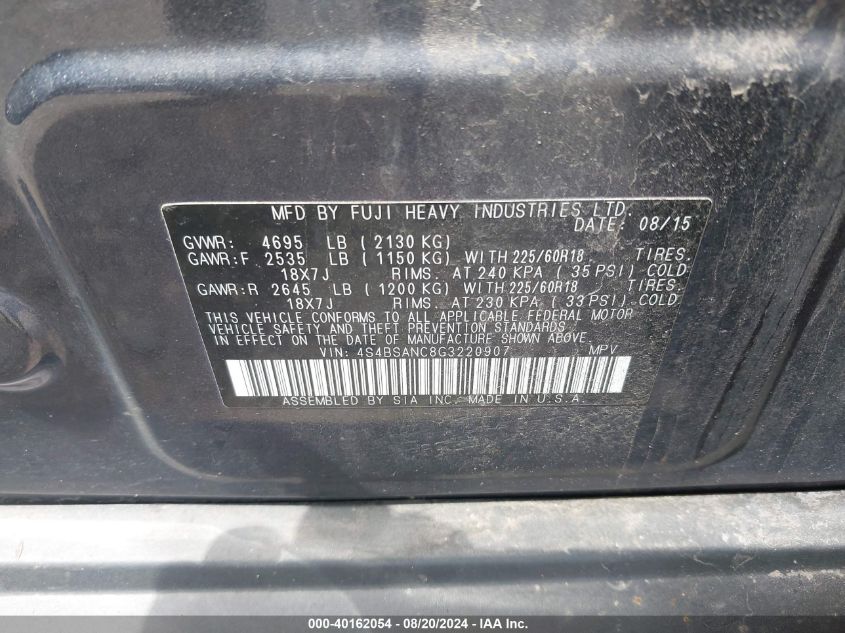 MFD BY FUJI HEAVY INDUSTRIES LTD.
DATE: 08/15
GVWR: 4695 LB ( 2130 KG)
GAWR:F 2535 LB ( 1150 KG) WITH 225/60R18 TIRES.
18X7J RIMS. AT 240 KPA ( 35 PSI) COLD
GAWR:R 2645 LB ( 1200 KG) WITH 225/60R18 TIRES.
18X7J RIMS. AT 230 KPA ( 33 PSI) COLD
THIS VEHICLE CONFORMS TO ALL APPLICABLE FEDERAL MOTOR
VEHICLE SAFETY AND THEFT PREVENTION STANDARDS
IN EFFECT ON THE DATE OF MANUFACTURE SHOWN ABOVE.
VIN: 4S4BSANC8G3220907 MPV
ASSEMBLED BY SIA INC. MADE IN U.S.A.
000-40162054 - 08/20/2024 - IAA Inc.